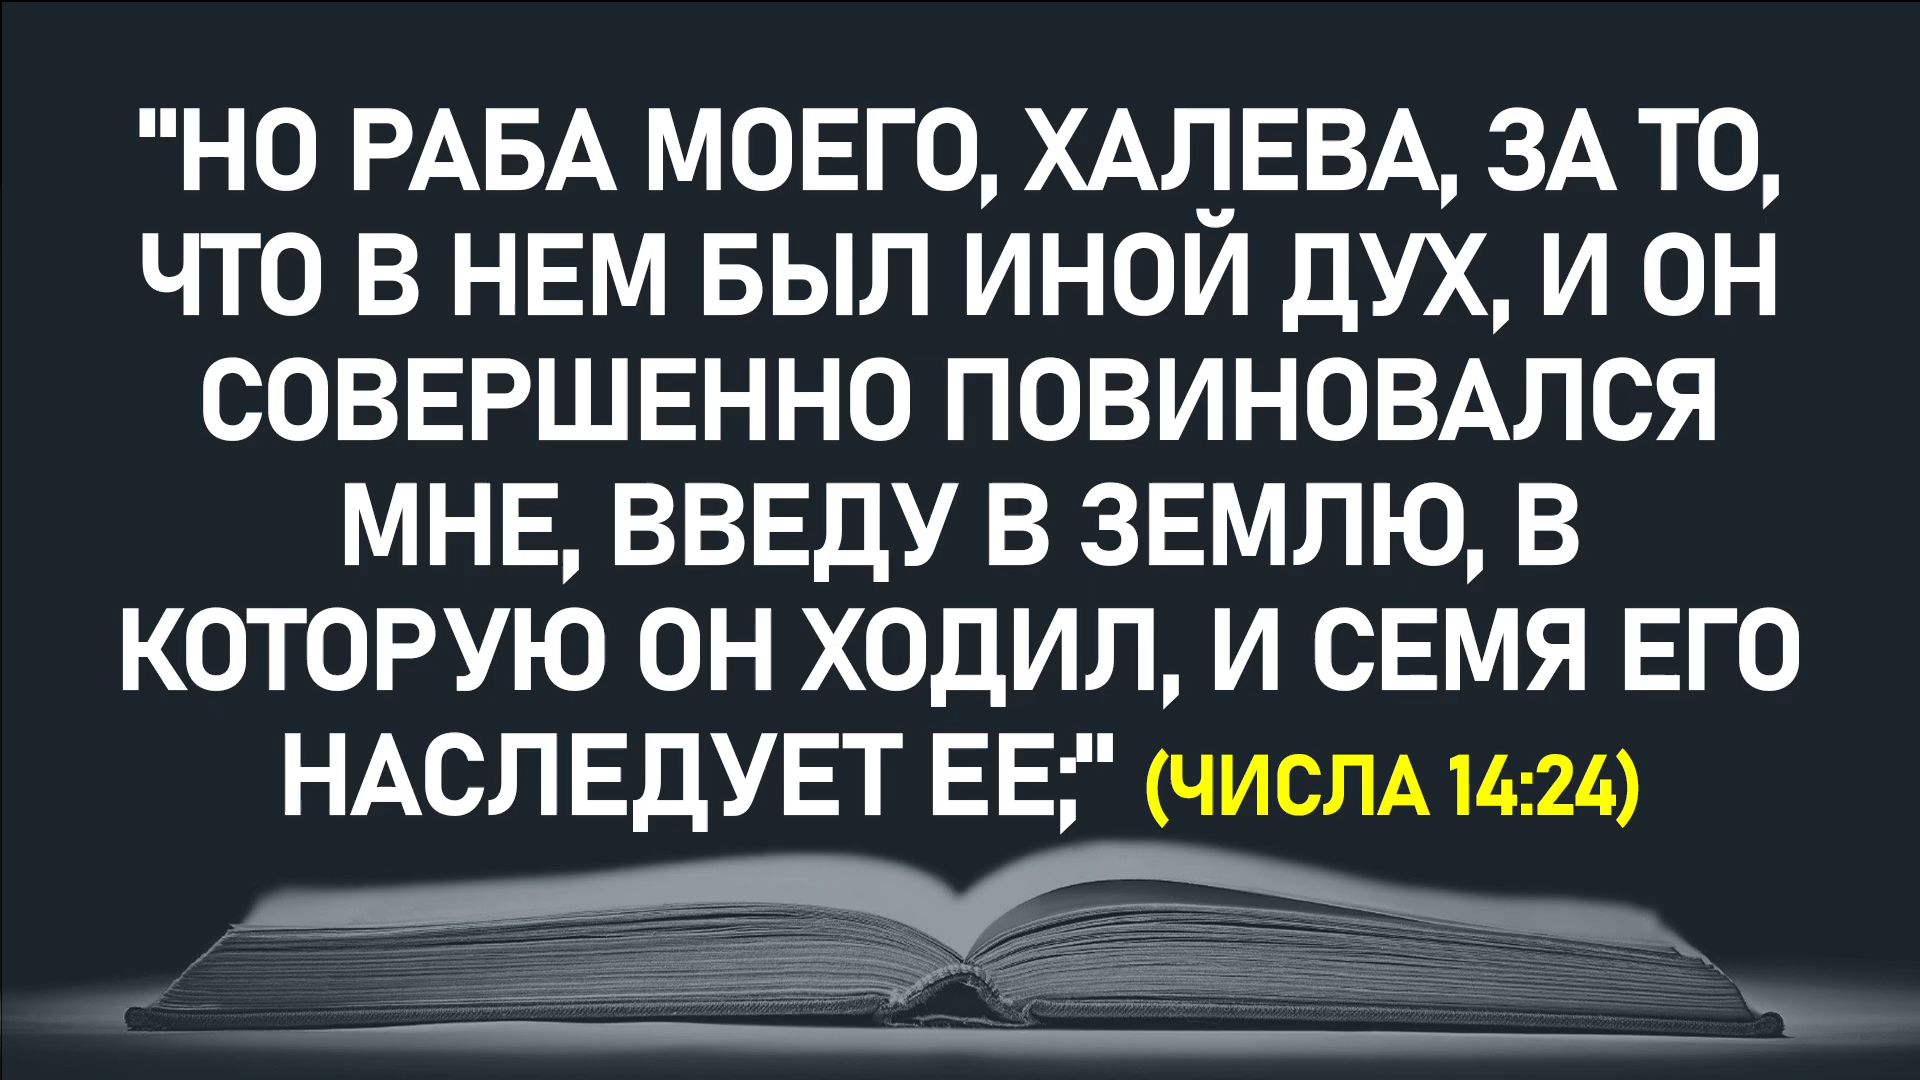 "НО РАБА МОЕГО, ХАЛЕВА, ЗА ТО,
ЧТО В НЕМ БЫЛ ИНОЙ ДУХ, И ОН
СОВЕРШЕННО ПОВИНОВАЛСЯ
МНЕ, ВВЕДУ В ЗЕМЛЮ, В
КОТОРУЮ ОН ХОДИЛ, И СЕМЯ ЕГО
НАСЛЕДУЕТ ЕЕ;" (ЧИСЛА 14:24)